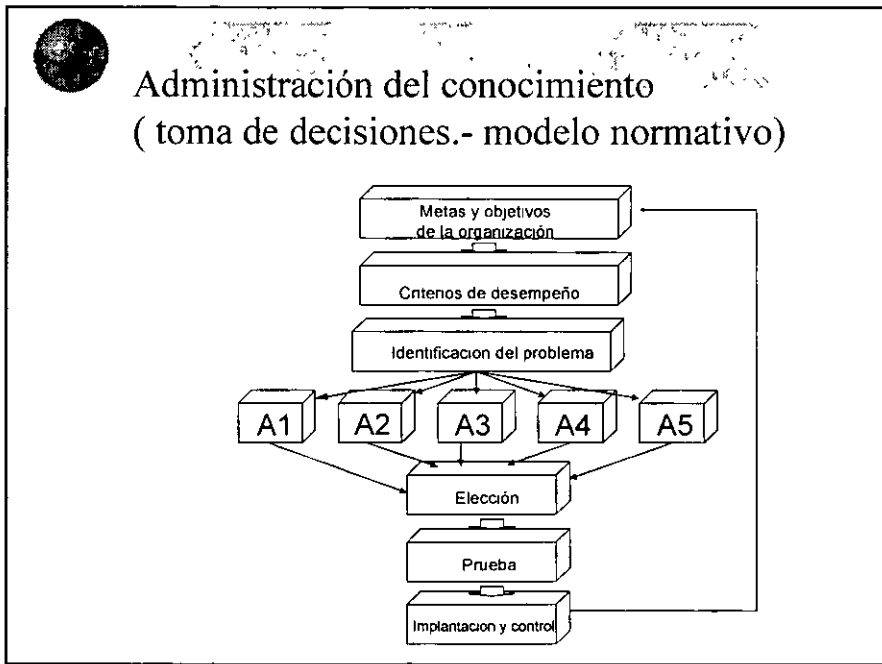 Administración del conocimiento
( toma de decisiones.- modelo normativo)
Metas y objetivos
de la organización
Criterios de desempeño
Identificacion del problema
A1 A2 A3 A4 A5
Elección
Prueba
Implantacion y control